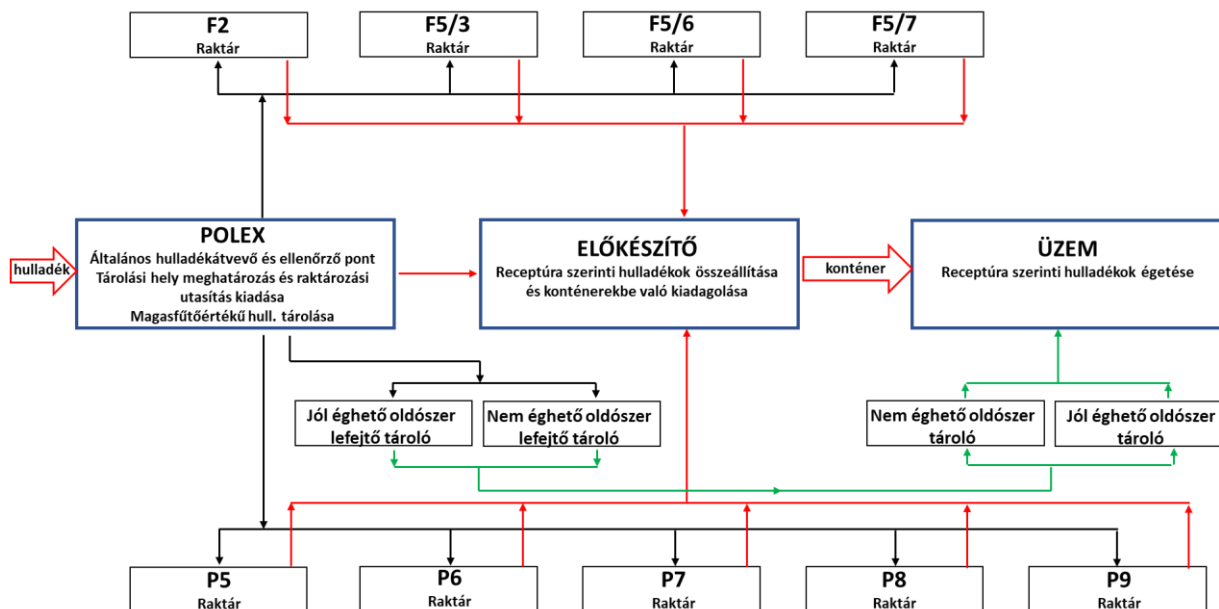 F2
Raktár
F5/3
Raktár
F5/6
Raktár
F5/7
Raktár
hulladék
POLEX
Általános hulladékátvevő és ellenőrző pont
Tárolási hely meghatározás és raktározási
utasítás kiadása
Magasfűtőértékű hull. tárolása
ELŐKÉSZÍTŐ
Receptúra szerinti hulladékok összeállítása
és konténerekbe való kiadagolása
konténer
ÜZEM
Receptúra szerinti hulladékok égetése
Jól éghető oldószer
lefejtő tároló
Nem éghető oldószer
lefejtő tároló
Nem éghető oldószer
tároló
Jól éghető oldószer
tároló
P5
Raktár
P6
Raktár
P7
Raktár
P8
Raktár
P9
Raktár